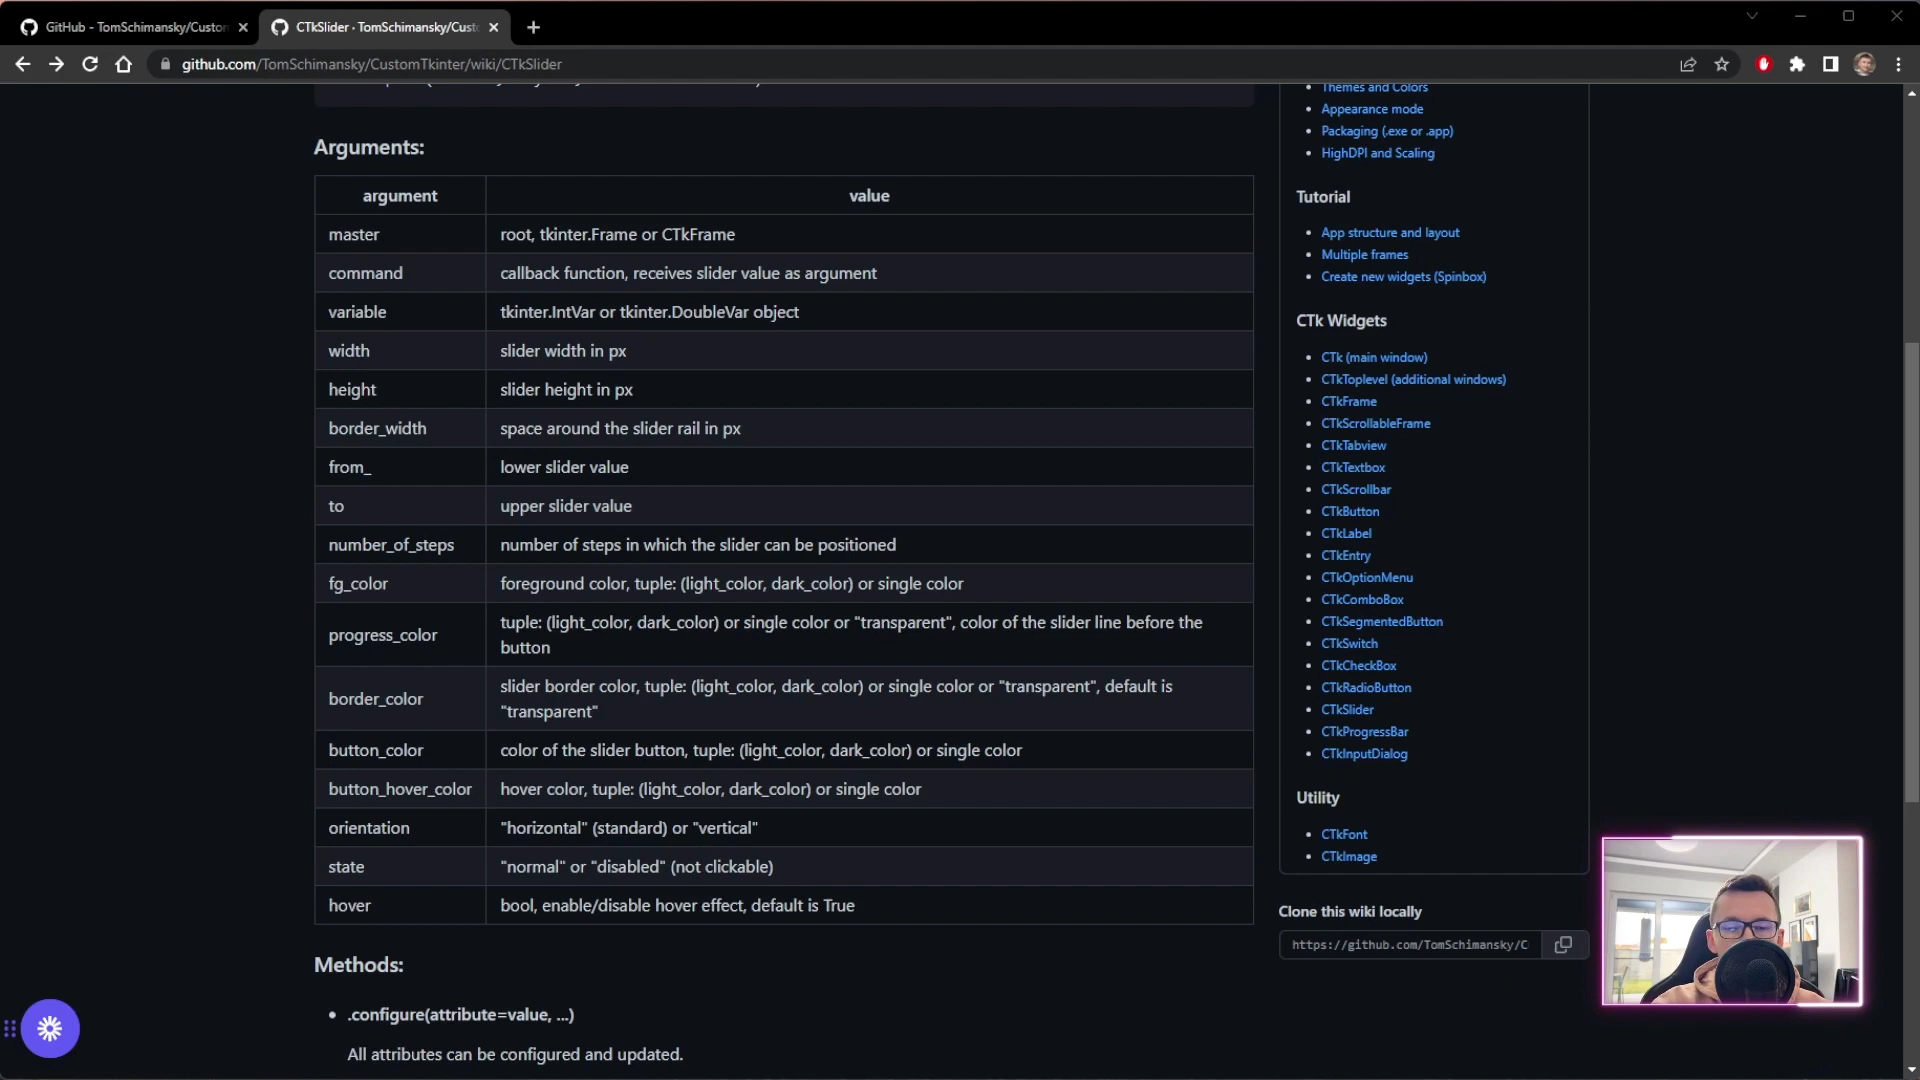 GitHub - TomSchimansky/Custom
CTkSlider · TomSchimansky/Cust
github.com/TomSchimansky/CustomTkinter/wiki/CTkSlider
Arguments:
argument value
master root, tkinter.Frame or CTkFrame
command callback function, receives slider value as argument
variable tkinter.IntVar or tkinter.DoubleVar object
width slider width in px
height slider height in px
border_width space around the slider rail in px
from_ lower slider value
to upper slider value
number_of_steps number of steps in which the slider can be positioned
fg_color foreground color, tuple: (light_color, dark_color) or single color
progress_color tuple: (light_color, dark_color) or single color or "transparent", color of the slider line before the
button
border_color slider border color, tuple: (light_color, dark_color) or single color or "transparent", default is
"transparent"
button_color color of the slider button, tuple: (light_color, dark_color) or single color
button_hover_color hover color, tuple: (light_color, dark_color) or single color
orientation "horizontal" (standard) or "vertical"
state "normal" or "disabled" (not clickable)
hover bool, enable/disable hover effect, default is True
Methods:
.configure(attribute=value, ...)
All attributes can be configured and updated.
Themes and Colors
Appearance mode
Packaging (.exe or .app)
HighDPI and Scaling
Tutorial
App structure and layout
Multiple frames
Create new widgets (Spinbox)
CTk Widgets
CTk (main window)
CTkToplevel (additional windows)
CTkFrame
CTkScrollableFrame
CTkTabview
CTkTextbox
CTkScrollbar
CTkButton
CTkLabel
CTkEntry
CTkOptionMenu
CTkComboBox
CTkSegmentedButton
CTkSwitch
CTkCheckBox
CTkRadioButton
CTkSlider
CTkProgressBar
CTkInputDialog
Utility
CTkFont
CTkImage
Clone this wiki locally
https://github.com/TomSchimansky/C